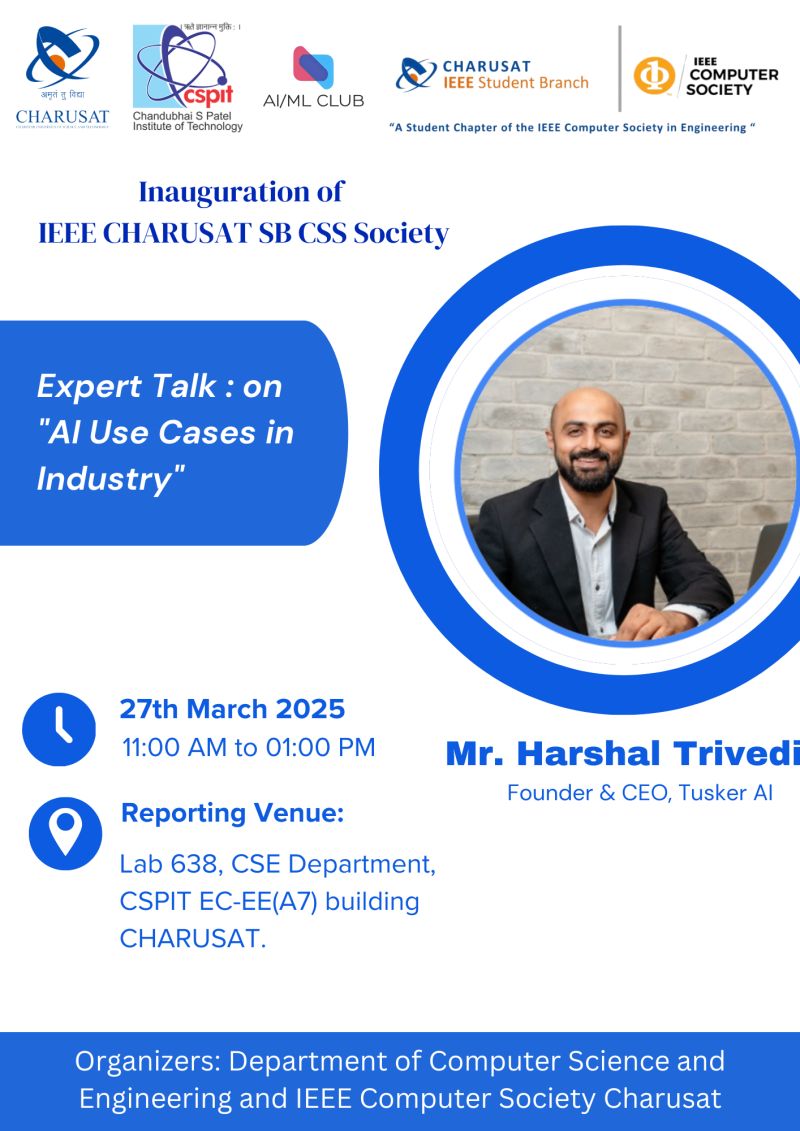 । ऋते ज्ञानान्न मुक्ति: ।
अमृतं तु विद्या
CHARUSAT
cspit
Chandubhai S Patel
Institute of Technology
AI/ML CLUB
CHARUSAT
IEEE Student Branch
IEEE
COMPUTER
SOCIETY
“A Student Chapter of the IEEE Computer Society in Engineering “
Inauguration of
IEEE CHARUSAT SB CSS Society
Expert Talk : on
"AI Use Cases in
Industry"
27th March 2025
11:00 AM to 01:00 PM
Mr. Harshal Trivedi
Founder & CEO, Tusker AI
Reporting Venue:
Lab 638, CSE Department,
CSPIT EC-EE(A7) building
CHARUSAT.
Organizers: Department of Computer Science and
Engineering and IEEE Computer Society Charusat